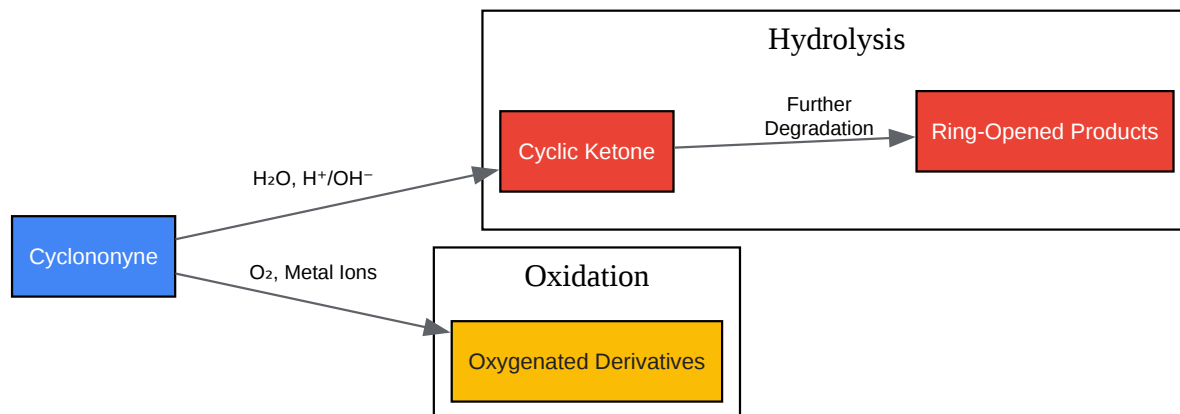 Hydrolysis
Cyclic Ketone
Further
Degradation
Ring-Opened Products
H₂O, H⁺/OH⁻
Cyclononyne
O₂, Metal Ions
Oxidation
Oxygenated Derivatives